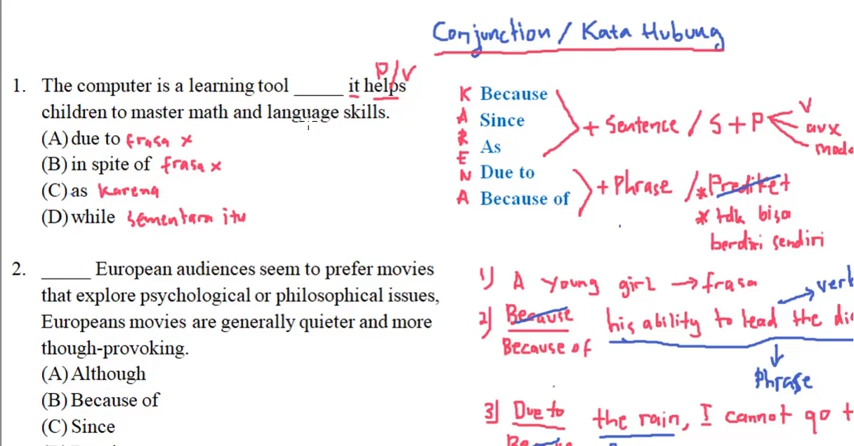 Conjunction / Kata Hubung
P/V
1. The computer is a learning tool _____ it helps
children to master math and language skills.
(A) due to frasa x
(B) in spite of frasa x
(C) as Karena
(D) while Sementara itu
2. _____ European audiences seem to prefer movies
that explore psychological or philosophical issues,
Europeans movies are generally quieter and more
though-provoking.
(A) Although
(B) Because of
(C) Since
K Because
A Since
R As
E
N Due to
A Because of
+ Sentence / S + P
V
aux
+ Phrase / * Prediket
* tdk bisa
berdiri sendiri
1) A young girl → frasa
verb
2) Because his ability to lead the
Because of
Phrase
3) Due to the rain, I cannot go t